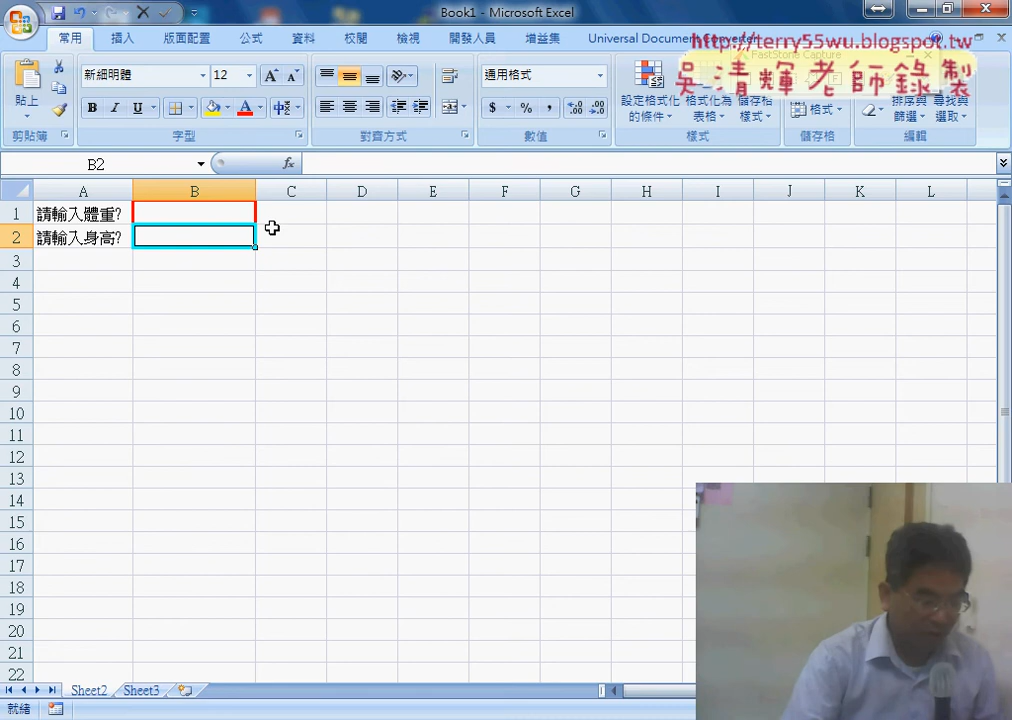 Book1 - Microsoft Excel
常用 插入 版面配置 公式 資料 校閱 檢視 開發人員 增益集 Universal Document Converter
http://terry55wu.blogspot.tw
吳清輝老師錄製
FastStone Capture
貼上
新細明體 12
B I U A 中
通用格式
$ % ,
設定格式化的條件 格式化為表格 儲存格樣式
格式
排序與篩選 尋找與選取
剪貼簿 字型 對齊方式 數值 樣式 儲存格 編輯
B2 fx
A B C D E F G H I J K L
1 請輸入體重?
2 請輸入身高?
3
4
5
6
7
8
9
10
11
12
13
14
15
16
17
18
19
20
21
22
Sheet2 Sheet3
就緒